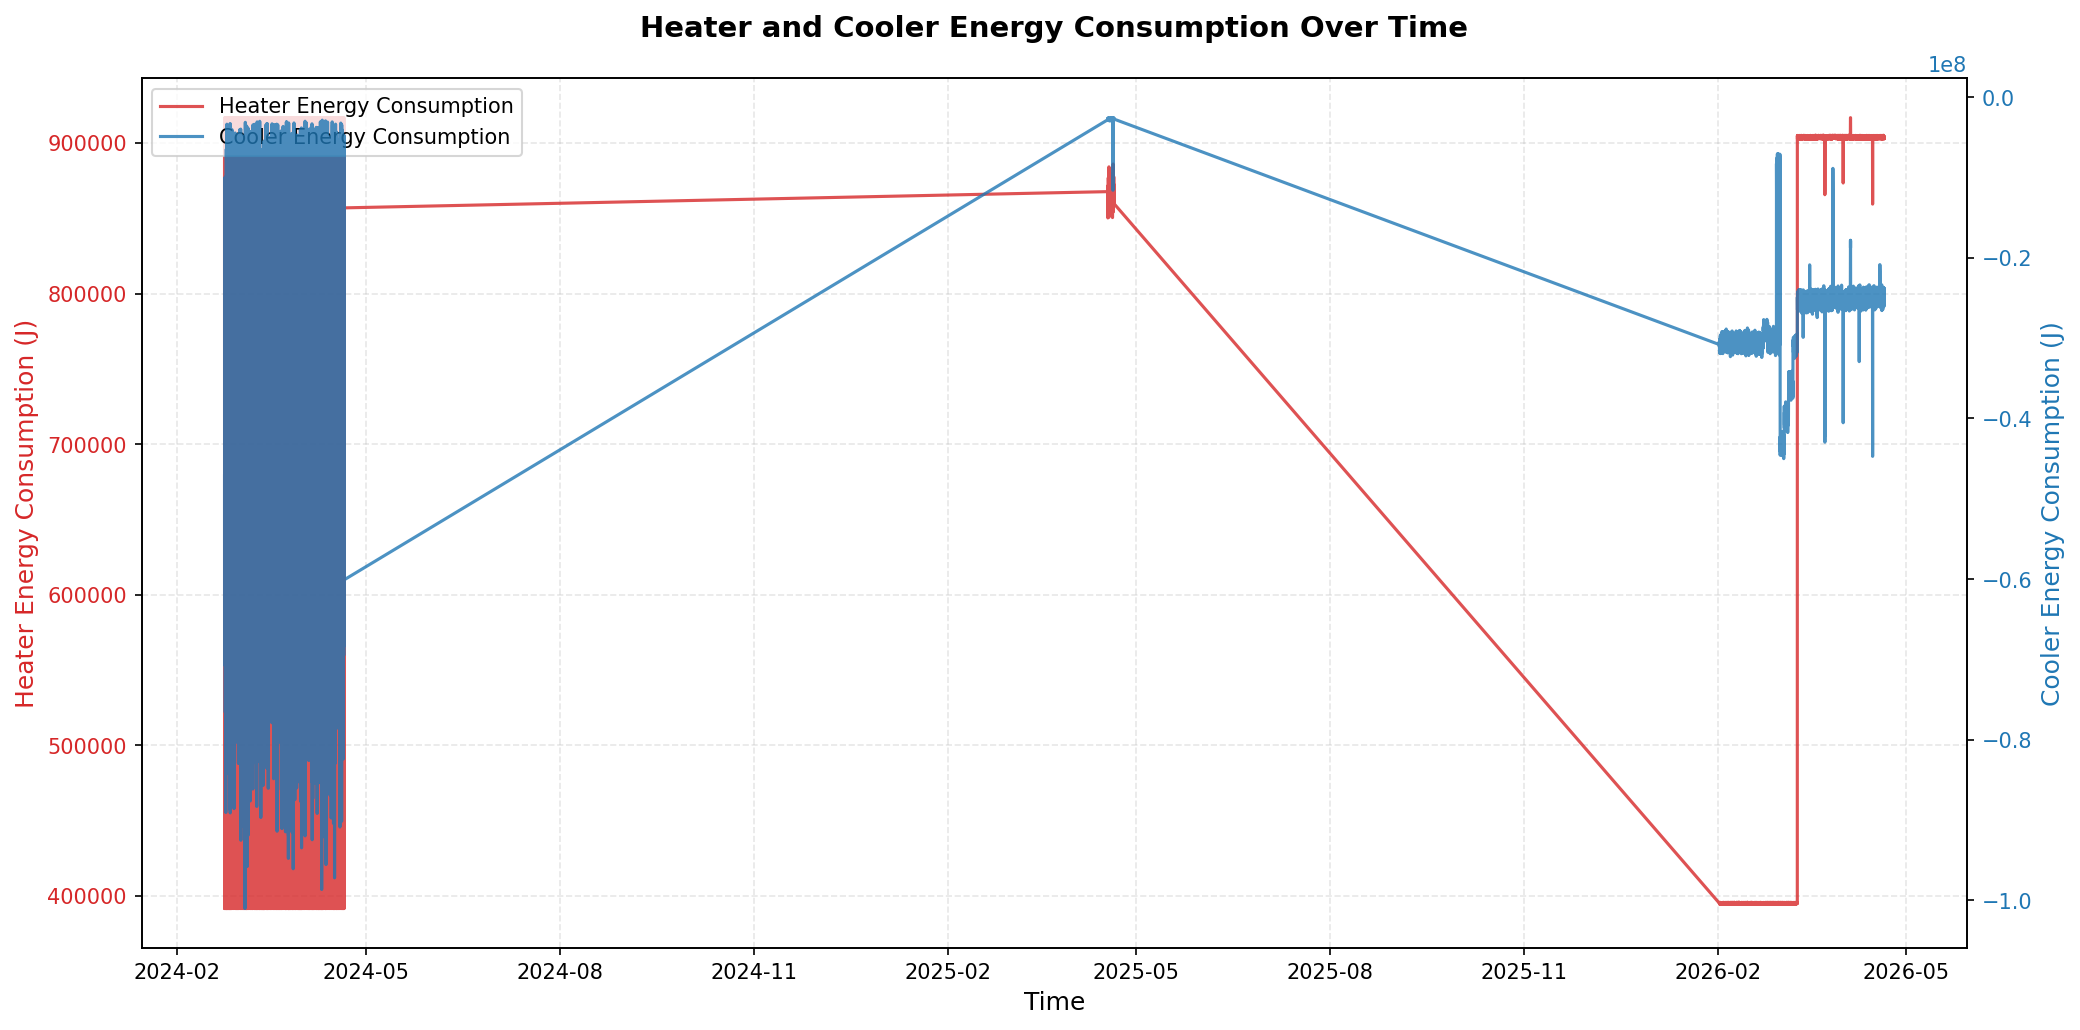 Heater and Cooler Energy Consumption Over Time
1e8
Heater Energy Consumption
Cooler Energy Consumption
Heater Energy Consumption (J)
900000
800000
700000
600000
500000
400000
0.0
−0.2
−0.4
−0.6
−0.8
−1.0
Cooler Energy Consumption (J)
2024-02 2024-05 2024-08 2024-11 2025-02 2025-05 2025-08 2025-11 2026-02 2026-05
Time